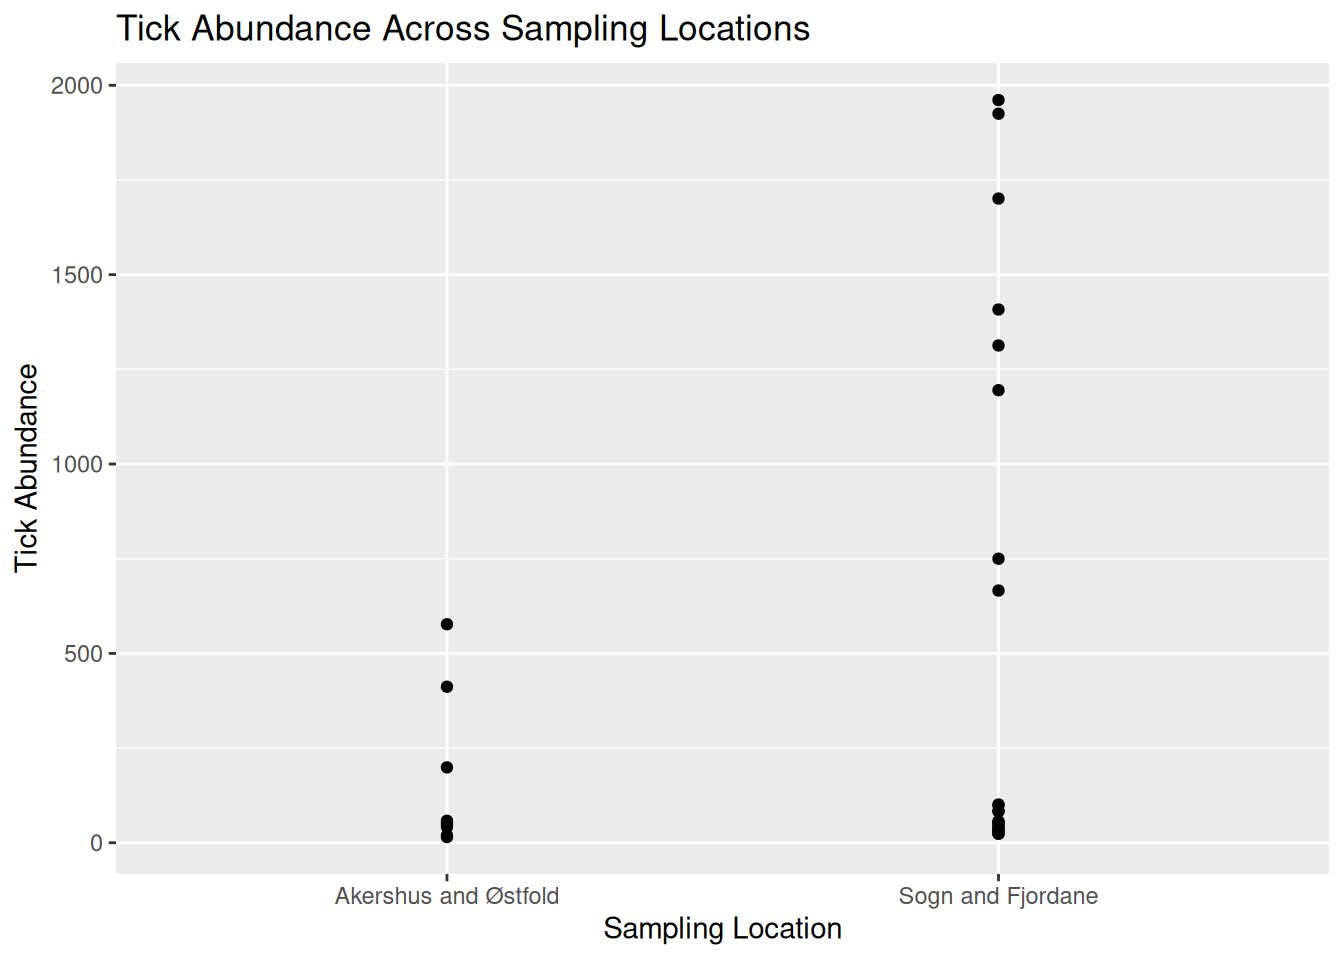 Tick Abundance Across Sampling Locations
2000
1500
1000
500
0
Tick Abundance
Akershus and Østfold
Sogn and Fjordane
Sampling Location